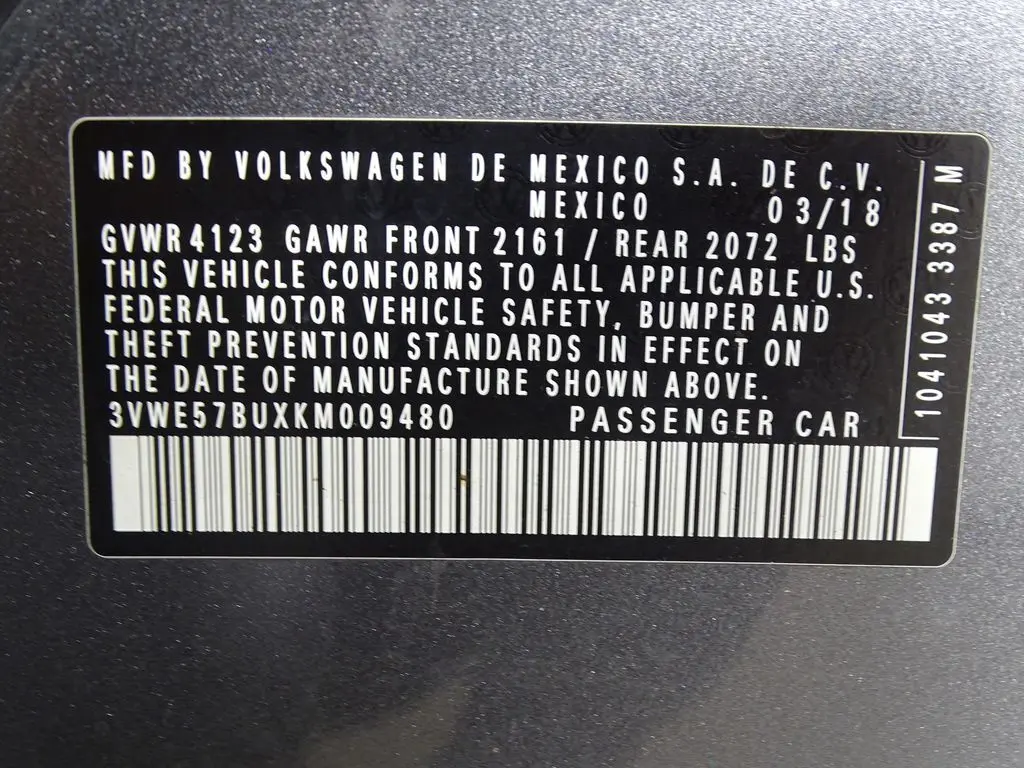 MFD BY VOLKSWAGEN DE MEXICO S.A. DE C.V.
MEXICO 03/18
GVWR 4123 GAWR FRONT 2161 / REAR 2072 LBS
THIS VEHICLE CONFORMS TO ALL APPLICABLE U.S.
FEDERAL MOTOR VEHICLE SAFETY, BUMPER AND
THEFT PREVENTION STANDARDS IN EFFECT ON
THE DATE OF MANUFACTURE SHOWN ABOVE.
3VWE57BUXKM009480 PASSENGER CAR
1041043 3387 M